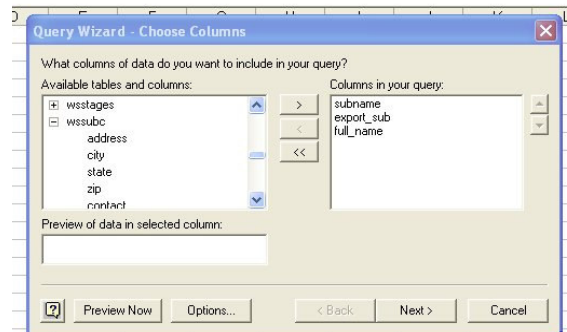 Query Wizard - Choose Columns
What columns of data do you want to include in your query?
Available tables and columns:
Columns in your query:
wsstages
wssubc
address
city
state
zip
contact
>
<
<<
subname
export_sub
full_name
Preview of data in selected column:
?
Preview Now
Options...
< Back
Next >
Cancel